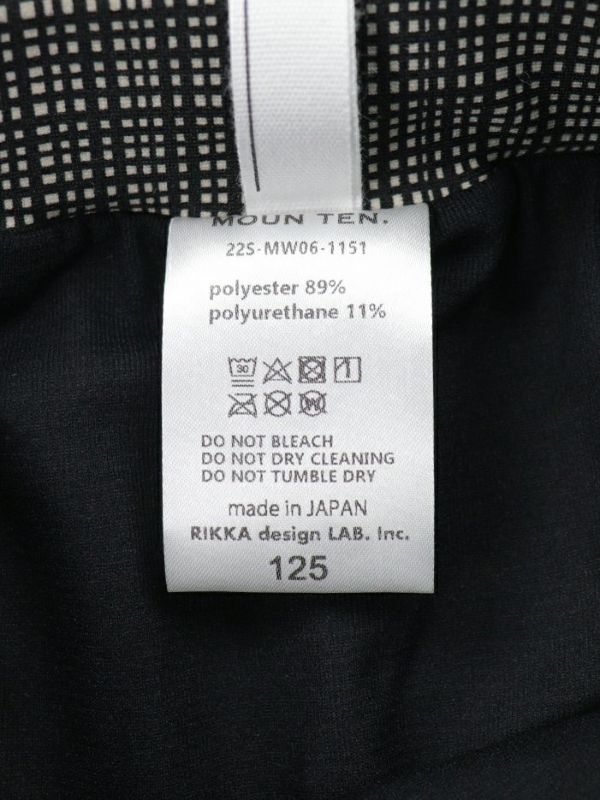 MOUN TEN.
22S-MW06-1151
polyester 89%
polyurethane 11%
30
W
DO NOT BLEACH
DO NOT DRY CLEANING
DO NOT TUMBLE DRY
made in JAPAN
RIKKA design LAB. Inc.
125